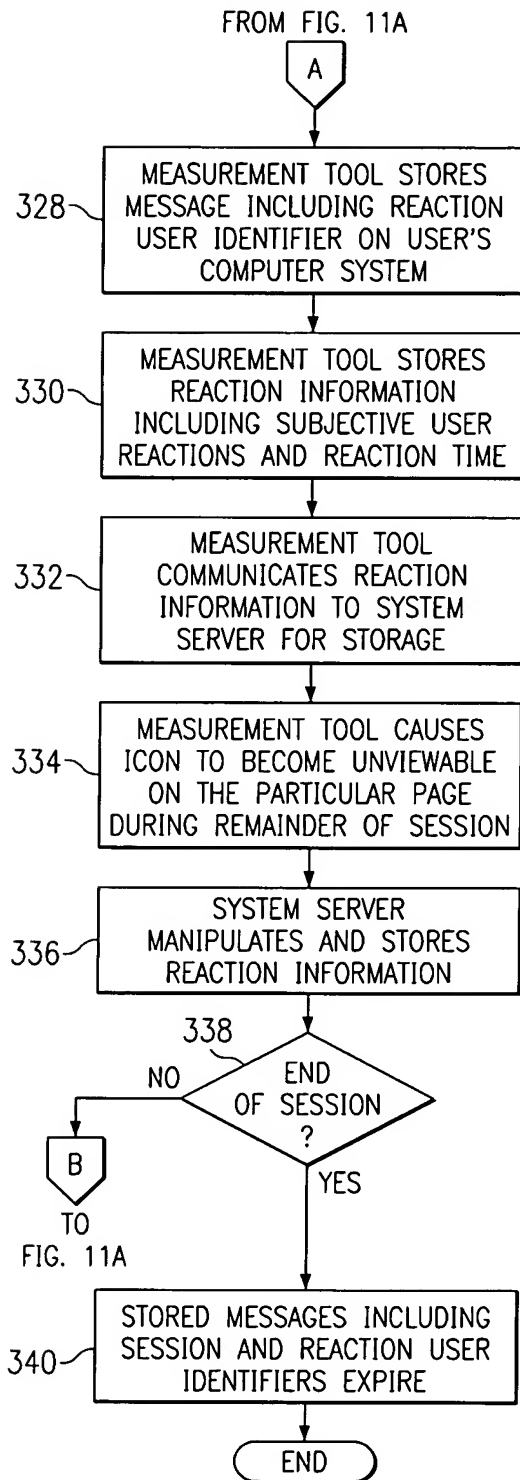 FROM FIG. 11A
A
328
MEASUREMENT TOOL STORES
MESSAGE INCLUDING REACTION
USER IDENTIFIER ON USER'S
COMPUTER SYSTEM
330
MEASUREMENT TOOL STORES
REACTION INFORMATION
INCLUDING SUBJECTIVE USER
REACTIONS AND REACTION TIME
332
MEASUREMENT TOOL
COMMUNICATES REACTION
INFORMATION TO SYSTEM
SERVER FOR STORAGE
334
MEASUREMENT TOOL CAUSES
ICON TO BECOME UNVIEWABLE
ON THE PARTICULAR PAGE
DURING REMAINDER OF SESSION
336
SYSTEM SERVER
MANIPULATES AND STORES
REACTION INFORMATION
338
END
OF SESSION
?
NO
B
TO
FIG. 11A
YES
340
STORED MESSAGES INCLUDING
SESSION AND REACTION USER
IDENTIFIERS EXPIRE
END